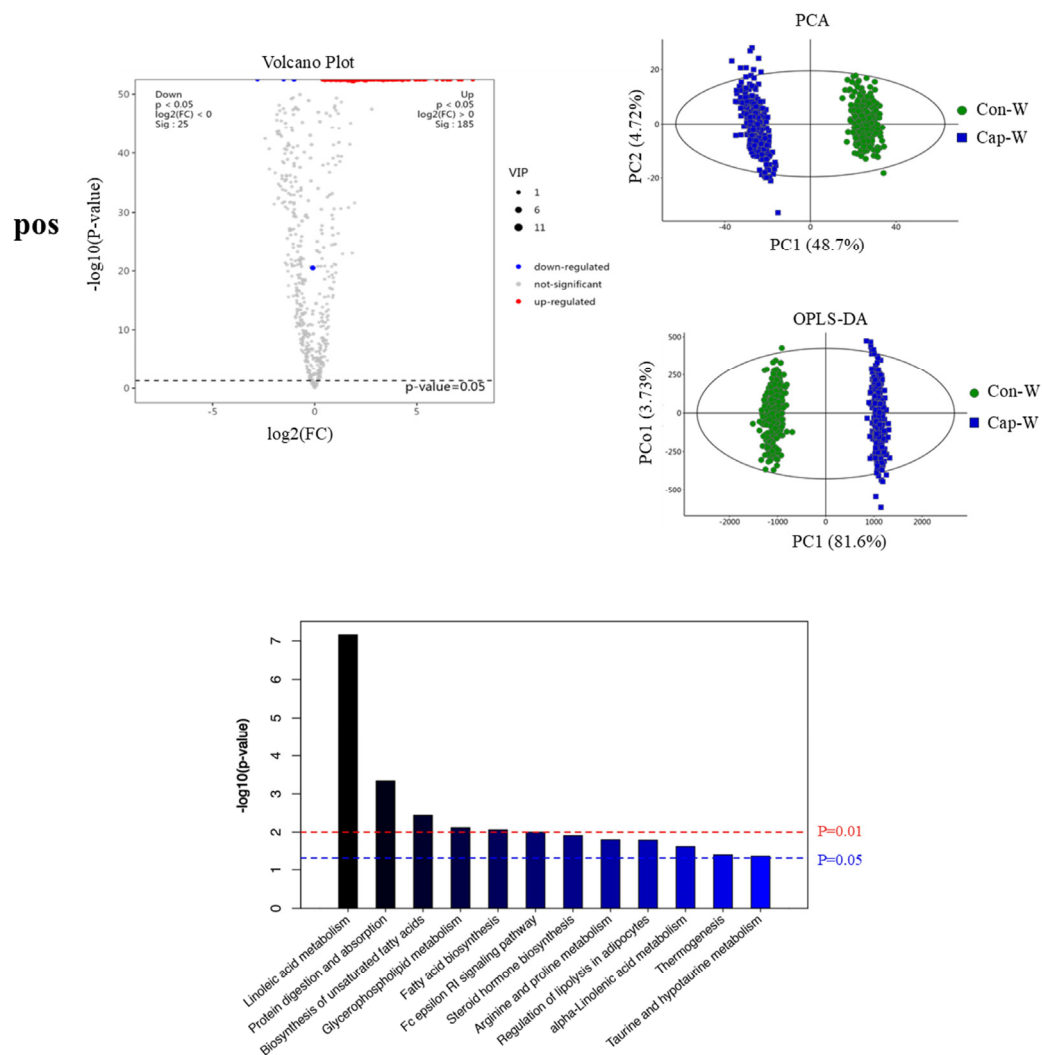 pos
Volcano Plot
Down
p < 0.05
log2(FC) < 0
Sig : 25
Up
p < 0.05
log2(FC) > 0
Sig : 185
-log10(P-value)
50
40
30
20
10
0
p-value=0.05
-5
0
5
log2(FC)
VIP
1
6
11
down-regulated
not-significant
up-regulated
PCA
PC2 (4.72%)
20
0
-20
-40
0
40
PC1 (48.7%)
Con-W
Cap-W
OPLS-DA
PCo1 (3.73%)
500
250
0
-250
-500
-2000
-1000
0
1000
2000
PC1 (81.6%)
Con-W
Cap-W
-log10(p-value)
7
6
5
4
3
2
1
0
P=0.01
P=0.05
Linoleic acid metabolism
Protein digestion and absorption
Biosynthesis of unsaturated fatty acids
Glycerophospholipid metabolism
Fatty acid biosynthesis
Fc epsilon RI signaling pathway
Steroid hormone biosynthesis
Arginine and proline metabolism
Regulation of lipolysis in adipocytes
alpha-Linolenic acid metabolism
Thermogenesis
Taurine and hypotaurine metabolism